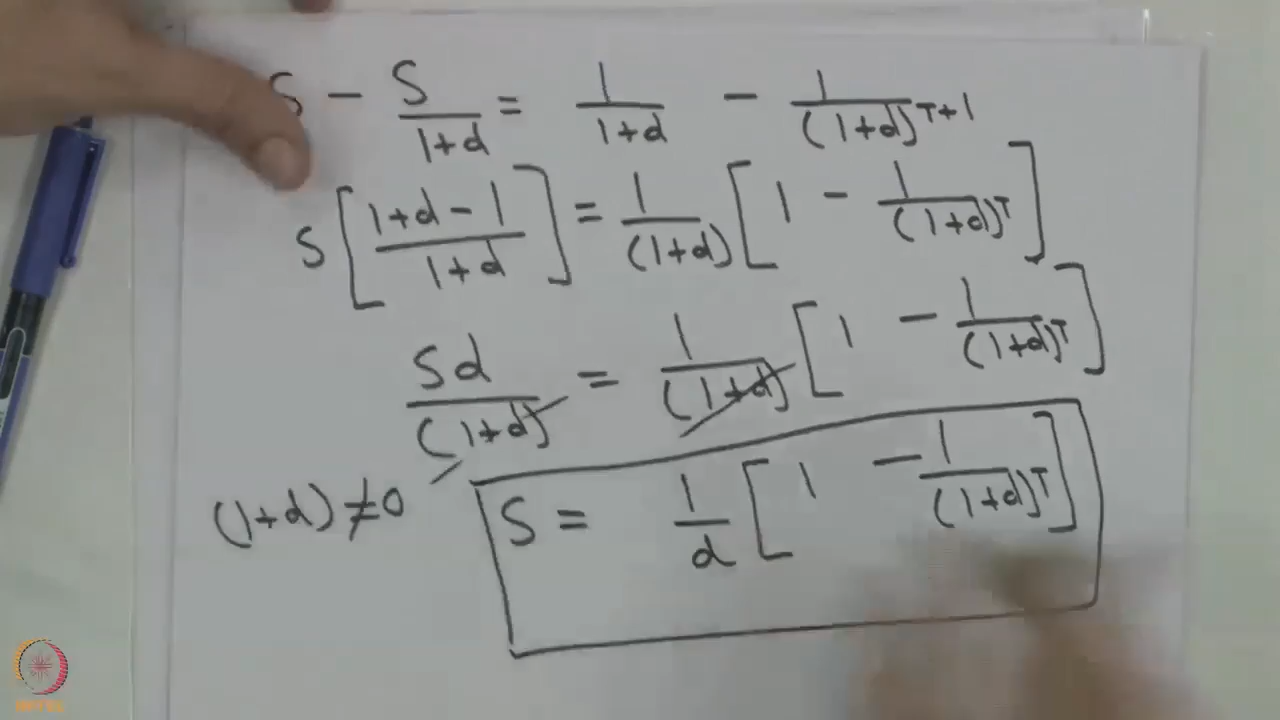 S - S/(1+d) = 1/(1+d) - 1/(1+d)^(T+1)
S[(1+d-1)/(1+d)] = 1/(1+d) [1 - 1/(1+d)^T]
Sd/(1+d) = 1/(1+d) [1 - 1/(1+d)^T]
(1+d) ≠ 0
S = 1/d [1 - 1/(1+d)^T]
NPTEL